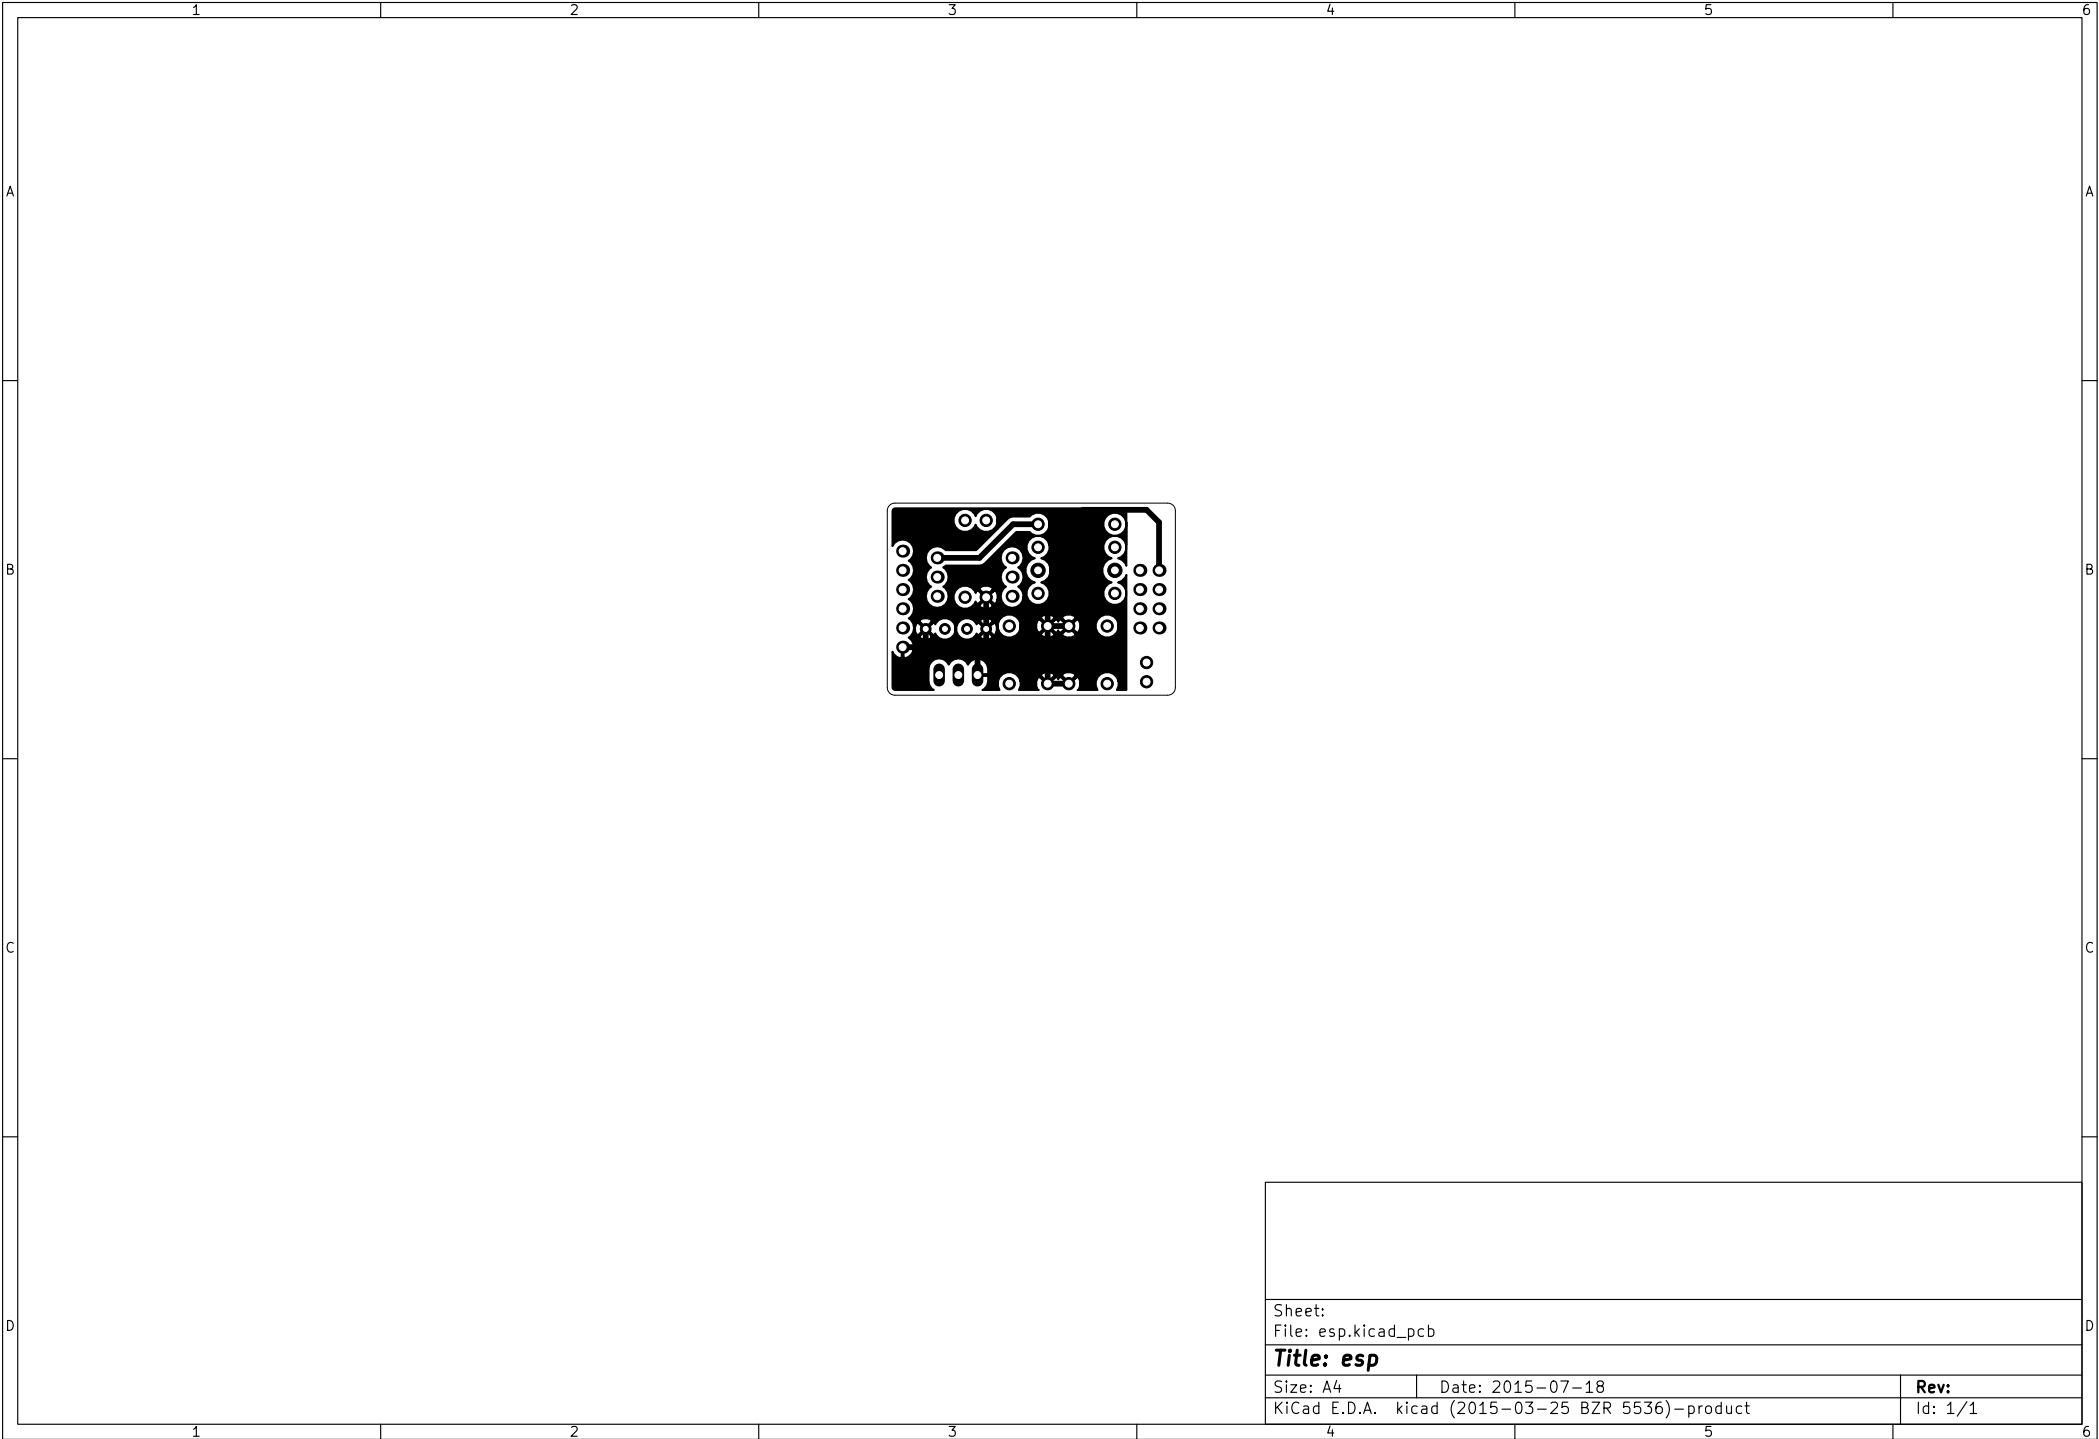 1 2 3 4 5 6
A A
B B
C C
D D
Sheet:
File: esp.kicad_pcb
Title: esp
Size: A4 Date: 2015-07-18 Rev:
KiCad E.D.A. kicad (2015-03-25 BZR 5536)-product Id: 1/1
1 2 3 4 5 6